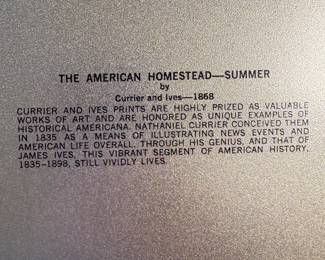 THE AMERICAN HOMESTEAD—SUMMER
by
Currier and Ives—1868
CURRIER AND IVES PRINTS ARE HIGHLY PRIZED AS VALUABLE
WORKS OF ART AND ARE HONORED AS UNIQUE EXAMPLES OF
HISTORICAL AMERICANA. NATHANIEL CURRIER CONCEIVED THEM
IN 1835 AS A MEANS OF ILLUSTRATING NEWS EVENTS AND
AMERICAN LIFE OVERALL. THROUGH HIS GENIUS, AND THAT OF
JAMES IVES, THIS VIBRANT SEGMENT OF AMERICAN HISTORY,
1835-1898, STILL VIVIDLY LIVES.